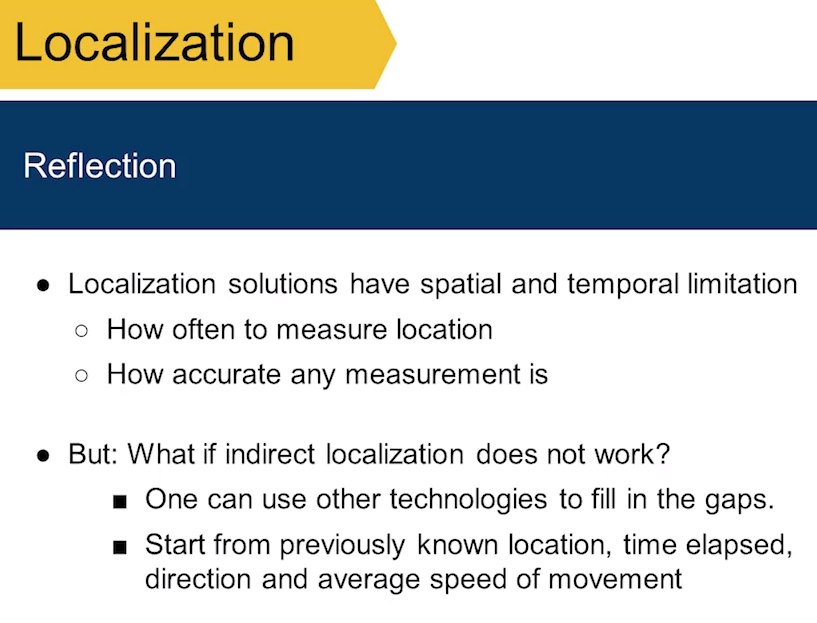 Localization
Reflection
● Localization solutions have spatial and temporal limitation
○ How often to measure location
○ How accurate any measurement is
● But: What if indirect localization does not work?
■ One can use other technologies to fill in the gaps.
■ Start from previously known location, time elapsed,
direction and average speed of movement